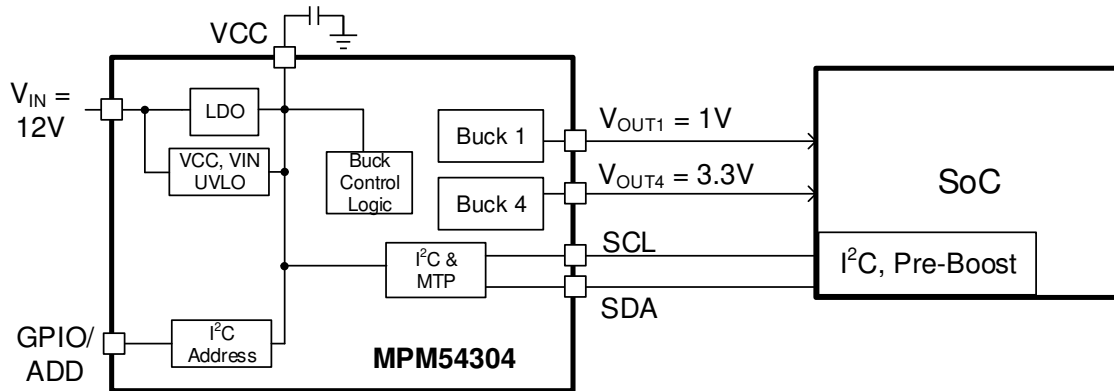 VCC
V_IN =
12V
LDO
VCC, VIN
UVLO
Buck
Control
Logic
Buck 1
Buck 4
V_OUT1 = 1V
V_OUT4 = 3.3V
SoC
I²C, Pre-Boost
SCL
SDA
I²C &
MTP
GPIO/
ADD
I²C
Address
MPM54304